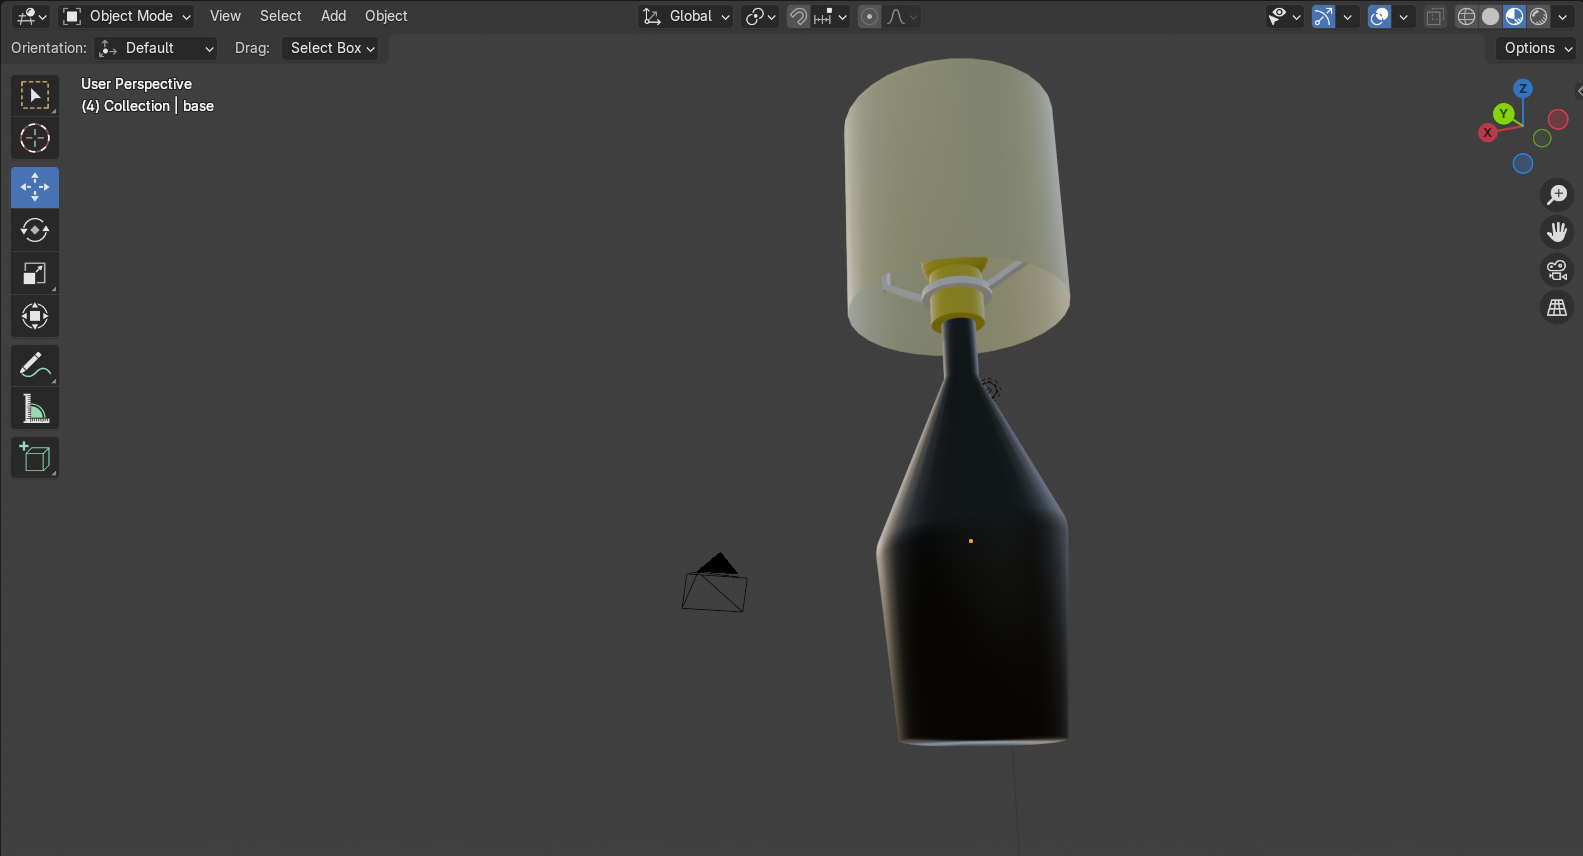 Object Mode View Select Add Object Global
Orientation: Default Drag: Select Box Options
User Perspective
(4) Collection | base
Z
Y
X